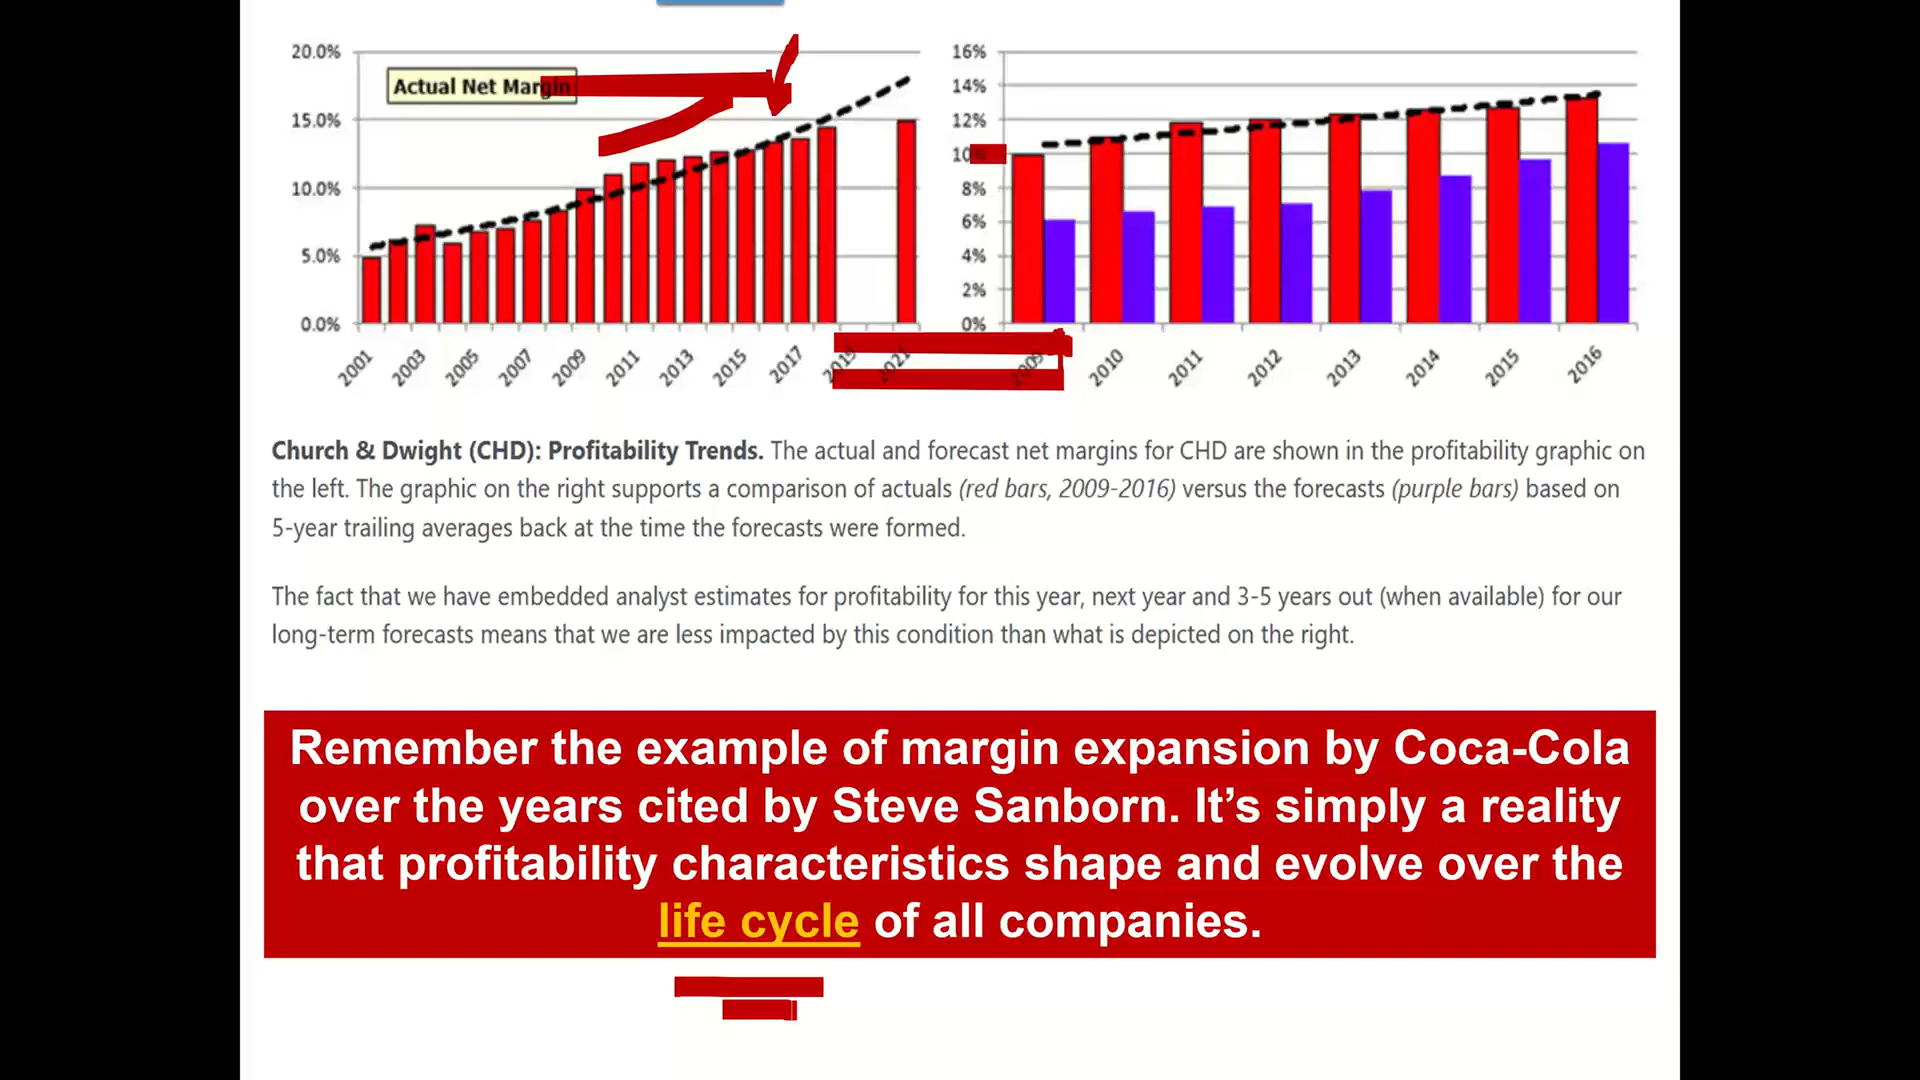 20.0%
15.0%
10.0%
5.0%
0.0%
Actual Net Margin
2001 2003 2005 2007 2009 2011 2013 2015 2017 2019 2021
16%
14%
12%
10%
8%
6%
4%
2%
0%
2009 2010 2011 2012 2013 2014 2015 2016
Church & Dwight (CHD): Profitability Trends. The actual and forecast net margins for CHD are shown in the profitability graphic on
the left. The graphic on the right supports a comparison of actuals (red bars, 2009-2016) versus the forecasts (purple bars) based on
5-year trailing averages back at the time the forecasts were formed.
The fact that we have embedded analyst estimates for profitability for this year, next year and 3-5 years out (when available) for our
long-term forecasts means that we are less impacted by this condition than what is depicted on the right.
Remember the example of margin expansion by Coca-Cola
over the years cited by Steve Sanborn. It’s simply a reality
that profitability characteristics shape and evolve over the
life cycle of all companies.